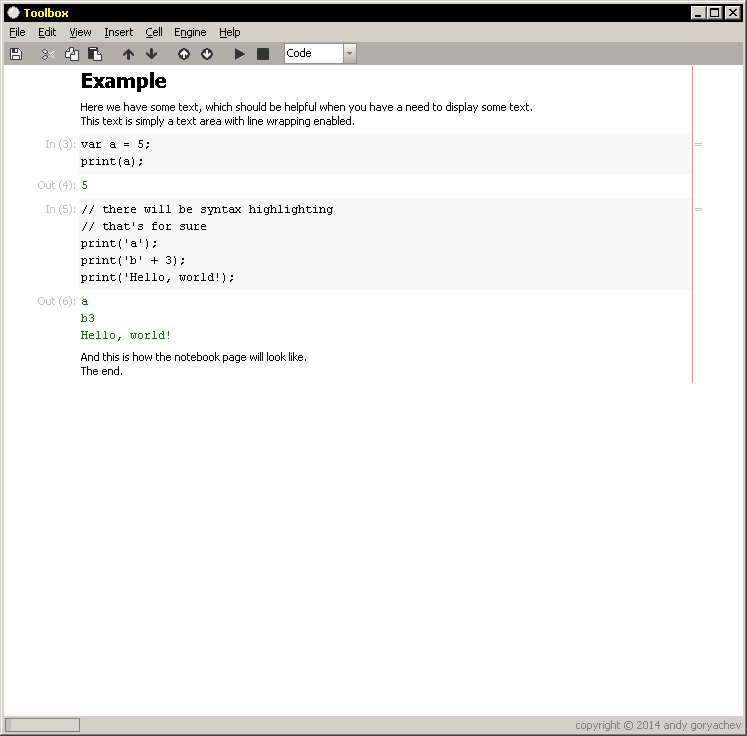 Toolbox
File Edit View Insert Cell Engine Help
Code
Example
Here we have some text, which should be helpful when you have a need to display some text.
This text is simply a text area with line wrapping enabled.
In (3): var a = 5; =
print(a);
Out (4): 5
In (5): // there will be syntax highlighting =
// that's for sure
print('a');
print('b' + 3);
print('Hello, world!);
Out (6): a
b3
Hello, world!
And this is how the notebook page will look like.
The end.
copyright © 2014 andy goryachev